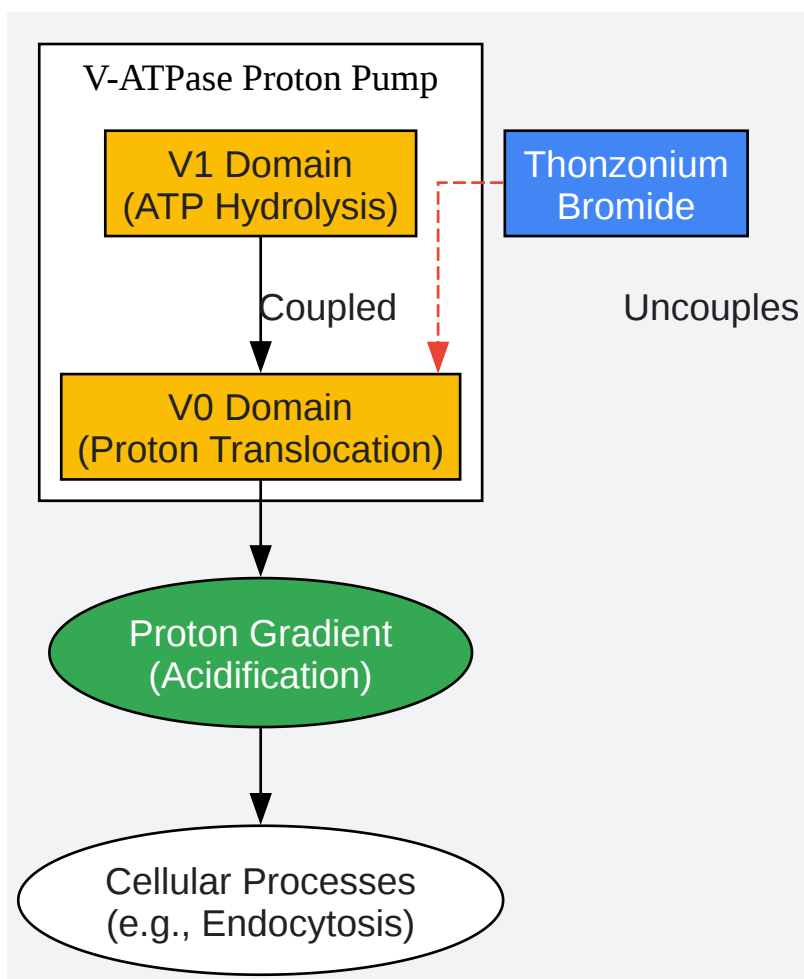 V-ATPase Proton Pump
V1 Domain
(ATP Hydrolysis)
Thonzonium
Bromide
Coupled
Uncouples
V0 Domain
(Proton Translocation)
Proton Gradient
(Acidification)
Cellular Processes
(e.g., Endocytosis)